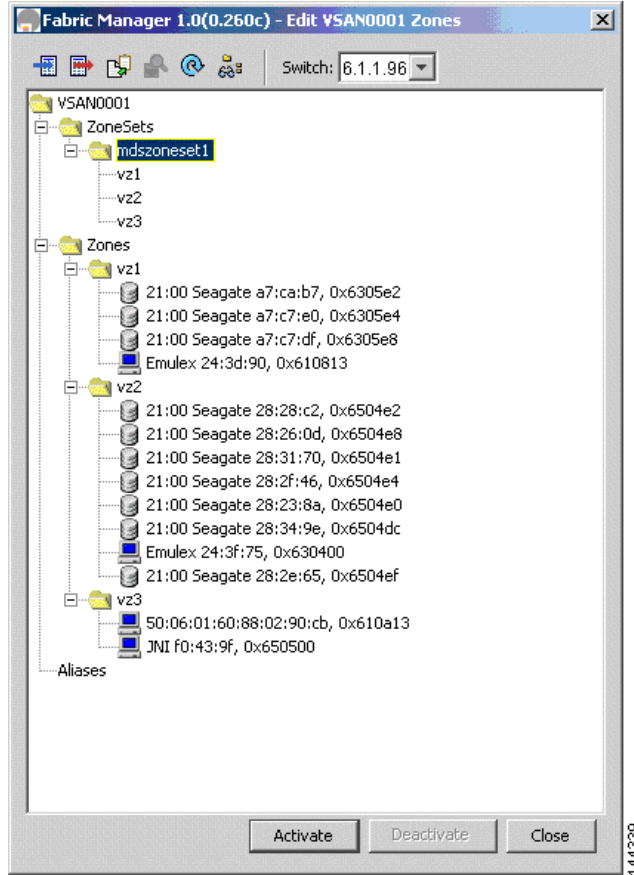 Fabric Manager 1.0(0.260c) - Edit VSAN0001 Zones
Switch: 6.1.1.96
VSAN0001
ZoneSets
mdszoneset1
vz1
vz2
vz3
Zones
vz1
21:00 Seagate a7:ca:b7, 0x6305e2
21:00 Seagate a7:c7:e0, 0x6305e4
21:00 Seagate a7:c7:df, 0x6305e8
Emulex 24:3d:90, 0x610813
vz2
21:00 Seagate 28:28:c2, 0x6504e2
21:00 Seagate 28:26:0d, 0x6504e8
21:00 Seagate 28:31:70, 0x6504e1
21:00 Seagate 28:2f:46, 0x6504e4
21:00 Seagate 28:23:8a, 0x6504e0
21:00 Seagate 28:34:9e, 0x6504dc
Emulex 24:3f:75, 0x630400
21:00 Seagate 28:2e:65, 0x6504ef
vz3
50:06:01:60:88:02:90:cb, 0x610a13
JNI f0:43:9f, 0x650500
Aliases
Activate Deactivate Close
144339